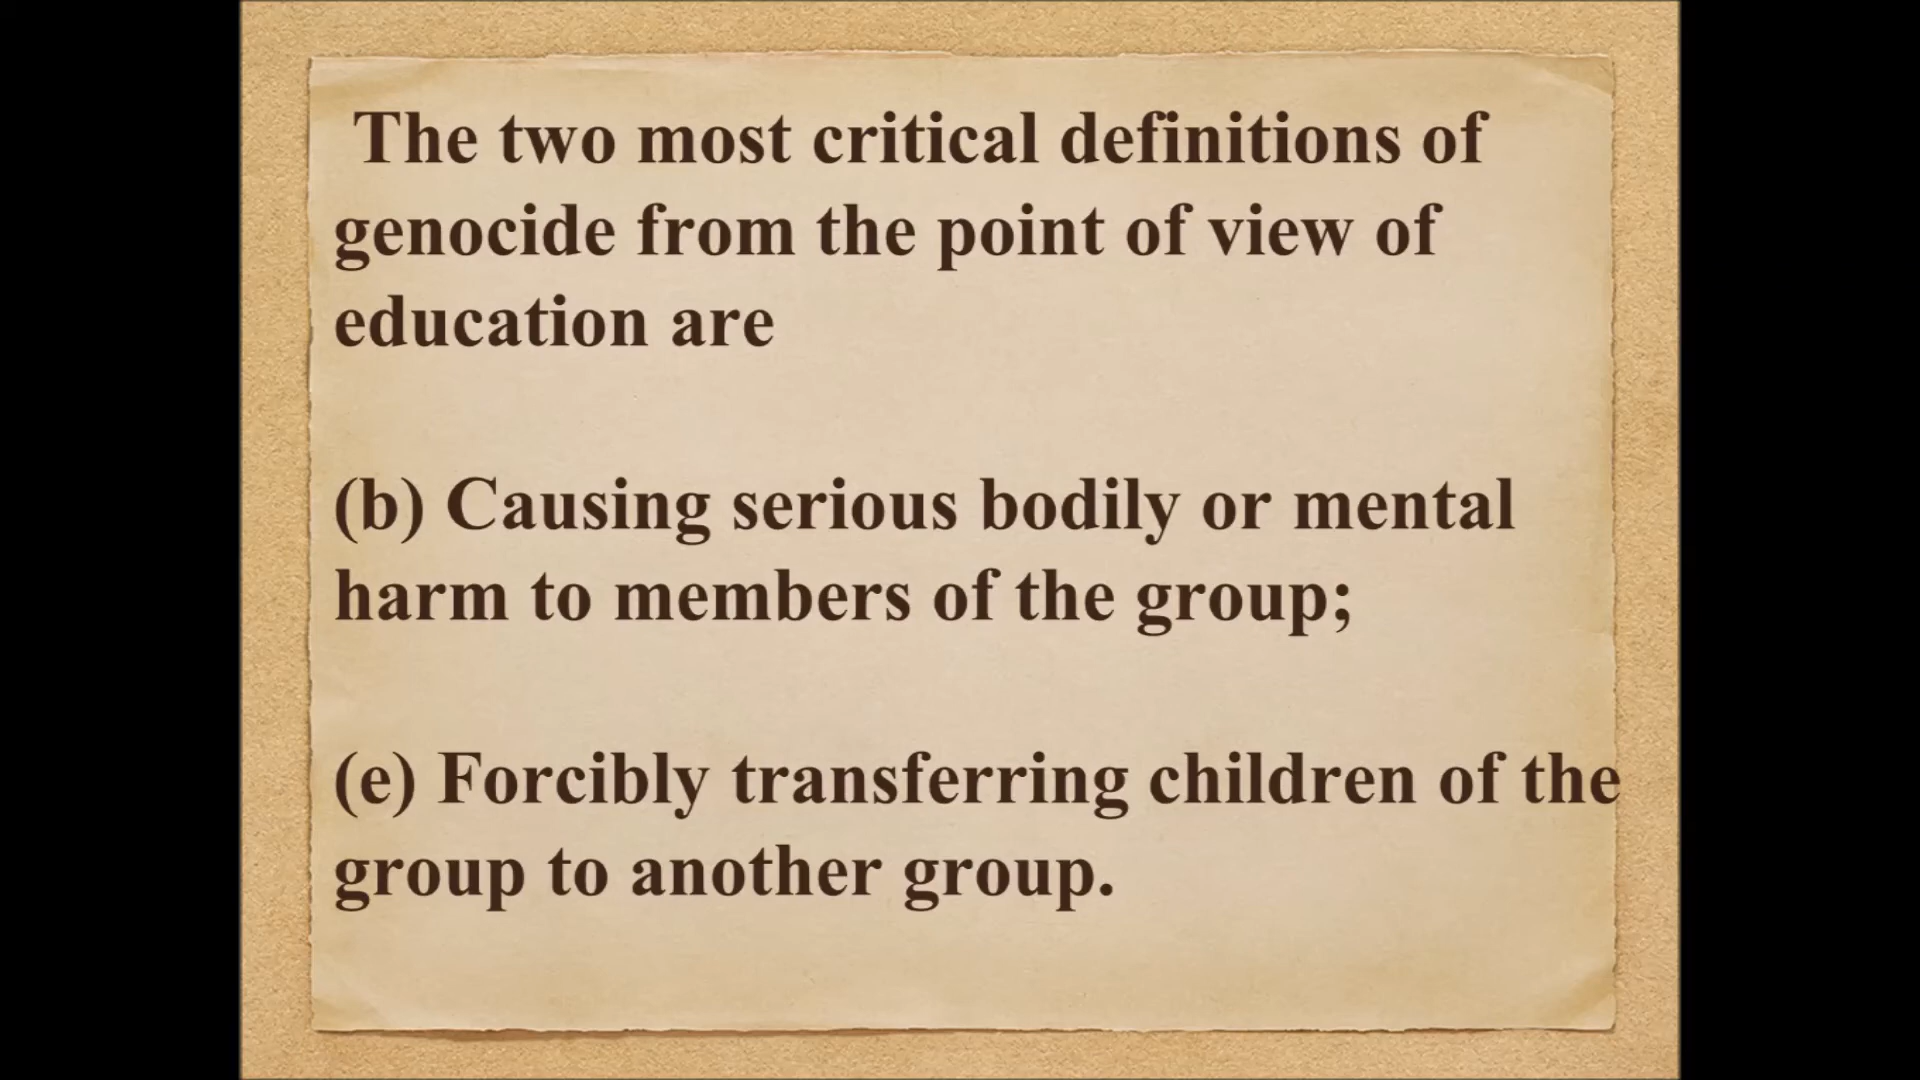 The two most critical definitions of
genocide from the point of view of
education are
(b) Causing serious bodily or mental
harm to members of the group;
(e) Forcibly transferring children of the
group to another group.